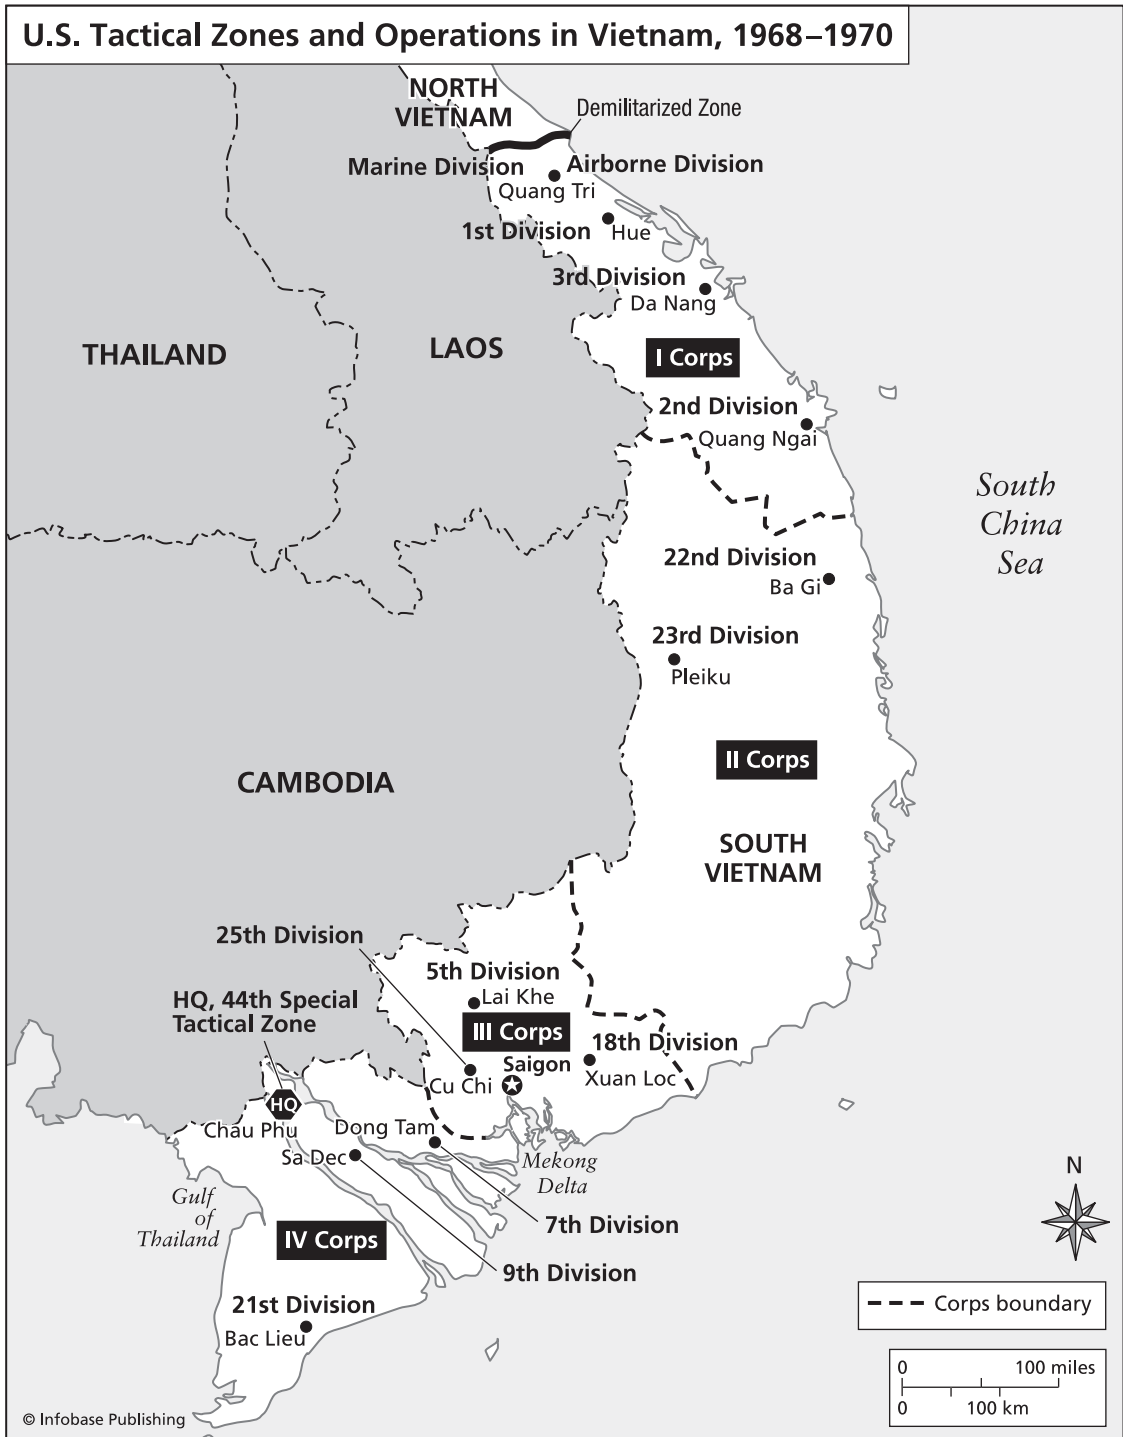 U.S. Tactical Zones and Operations in Vietnam, 1968–1970
NORTH
VIETNAM
Demilitarized Zone
Marine Division
Airborne Division
Quang Tri
1st Division
Hue
3rd Division
Da Nang
THAILAND
LAOS
I Corps
2nd Division
Quang Ngai
South
China
Sea
22nd Division
Ba Gi
23rd Division
Pleiku
II Corps
CAMBODIA
SOUTH
VIETNAM
25th Division
5th Division
Lai Khe
HQ, 44th Special
Tactical Zone
III Corps
18th Division
Saigon
Xuan Loc
Cu Chi
HQ
Chau Phu
Dong Tam
Sa Dec
Mekong
Delta
Gulf
of
Thailand
7th Division
IV Corps
9th Division
21st Division
Bac Lieu
N
Corps boundary
0 100 miles
0 100 km
© Infobase Publishing